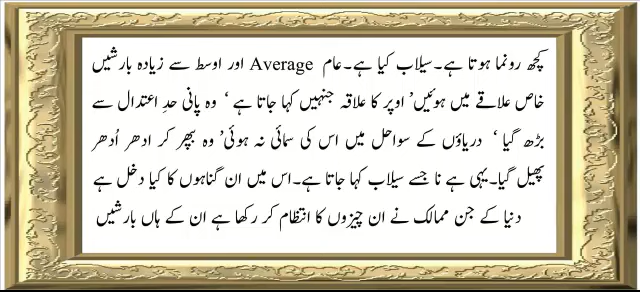 کچھ رونما ہوتا ہے۔سیلاب کیا ہے۔عام Average اور اوسط سے زیادہ بارشیں
خاص علاقے میں ہوئیں’ اوپر کا علاقہ جنہیں کہا جاتا ہے ‘ وہ پانی حدِ اعتدال سے
بڑھ گیا ‘ دریاؤں کے سواحل میں اس کی سمائی نہ ہوئی’ وہ بپھر کر ادھر اُدھر
پھیل گیا۔یہی ہے نا جسے سیلاب کہا جاتا ہے۔اس میں ان گناہوں کا کیا دخل ہے
دنیا کے جن ممالک نے ان چیزوں کا انتظام کر رکھا ہے ان کے ہاں بارشیں